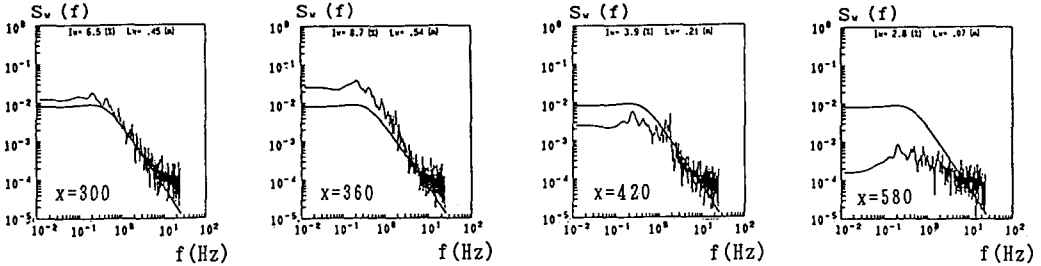 S_w (f)
10^0
10^-1
10^-2
10^-3
10^-4
10^-5
Iw= 6.5 (%) Lw= .45 (m)
x=300
10^-2 10^-1 10^0 10^1 10^2
f(Hz)
S_w (f)
10^0
10^-1
10^-2
10^-3
10^-4
10^-5
Iw= 8.7 (%) Lw= .54 (m)
x=360
10^-2 10^-1 10^0 10^1 10^2
f(Hz)
S_w (f)
10^0
10^-1
10^-2
10^-3
10^-4
10^-5
Iw= 3.9 (%) Lw= .21 (m)
x=420
10^-2 10^-1 10^0 10^1 10^2
f(Hz)
S_w (f)
10^0
10^-1
10^-2
10^-3
10^-4
10^-5
Iw= 2.8 (%) Lw= .07 (m)
x=580
10^-2 10^-1 10^0 10^1 10^2
f(Hz)